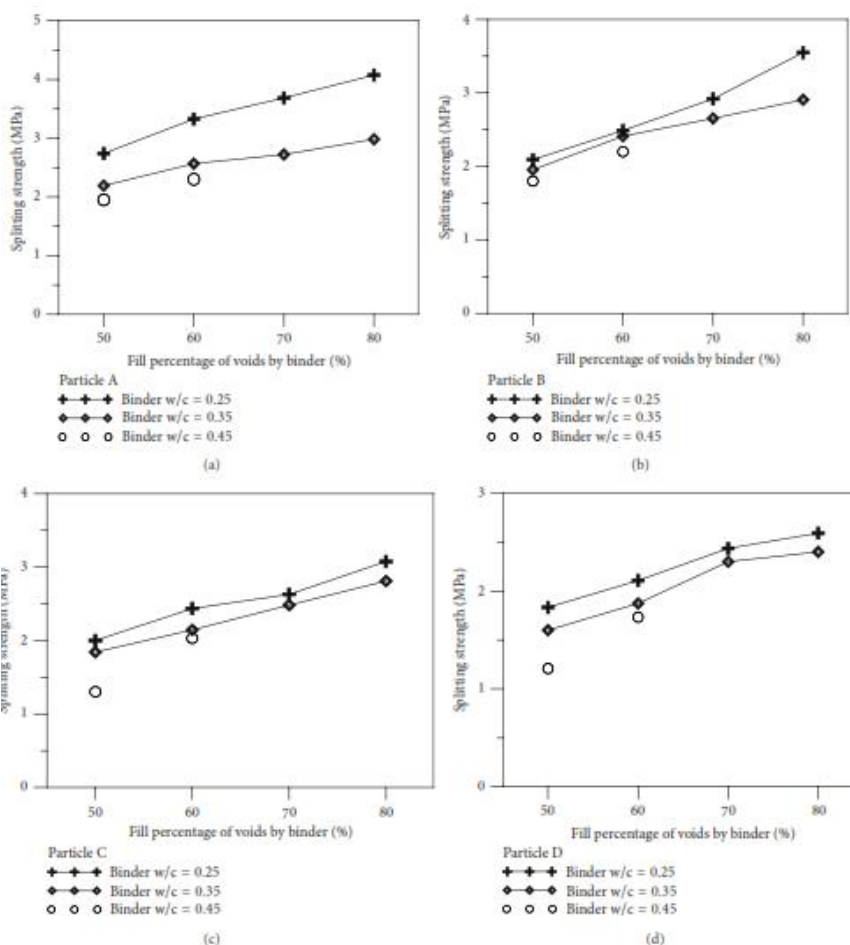 5
4
3
2
1
0
Splitting strength (MPa)
50 60 70 80
Fill percentage of voids by binder (%)
Particle A
Binder w/c = 0.25
Binder w/c = 0.35
Binder w/c = 0.45
(a)
4
3
2
1
0
Splitting strength (MPa)
50 60 70 80
Fill percentage of voids by binder (%)
Particle B
Binder w/c = 0.25
Binder w/c = 0.35
Binder w/c = 0.45
(b)
4
3
2
1
0
Splitting strength (MPa)
50 60 70 80
Fill percentage of voids by binder (%)
Particle C
Binder w/c = 0.25
Binder w/c = 0.35
Binder w/c = 0.45
(c)
3
2
1
0
Splitting strength (MPa)
50 60 70 80
Fill percentage of voids by binder (%)
Particle D
Binder w/c = 0.25
Binder w/c = 0.35
Binder w/c = 0.45
(d)